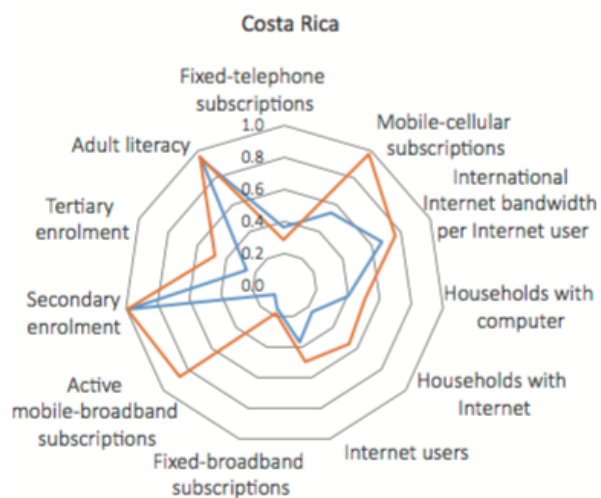 Costa Rica
Fixed-telephone
subscriptions
1.0
0.8
0.6
0.4
0.2
0.0
Mobile-cellular
subscriptions
International
Internet bandwidth
per Internet user
Households with
computer
Households with
Internet
Internet users
Fixed-broadband
subscriptions
Active
mobile-broadband
subscriptions
Secondary
enrolment
Tertiary
enrolment
Adult literacy